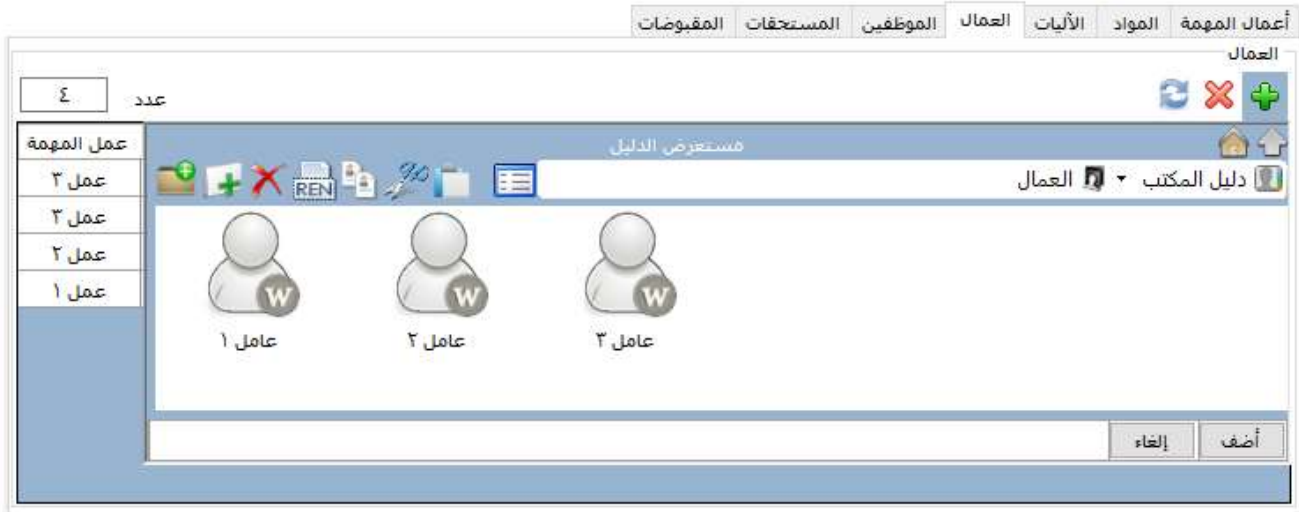 أعمال المهمة المواد الأليات العمال الموظفين المستحقات المقبوضات
العمال
عدد ٤
مستعرض الدليل
دليل المكتب العمال REN
عامل ١ عامل ٢ عامل ٣
W W W
أضف إلغاء
عمل المهمة
عمل ٣
عمل ٣
عمل ٢
عمل ١